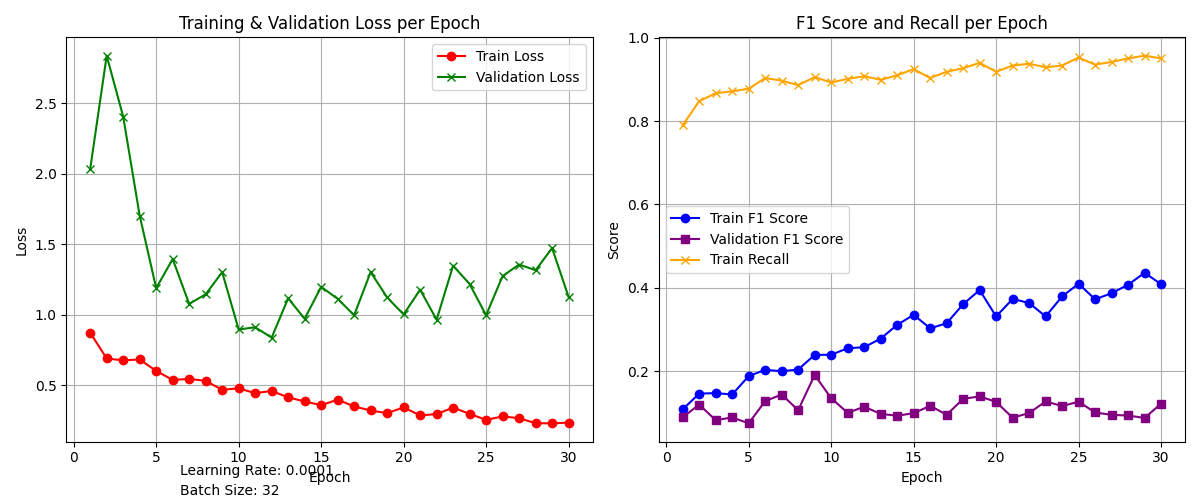 Training & Validation Loss per Epoch
Train Loss
Validation Loss
Loss
2.5
2.0
1.5
1.0
0.5
0 5 10 15 20 25 30
Epoch
Learning Rate: 0.0001
Batch Size: 32
F1 Score and Recall per Epoch
Train F1 Score
Validation F1 Score
Train Recall
Score
1.0
0.8
0.6
0.4
0.2
0 5 10 15 20 25 30
Epoch